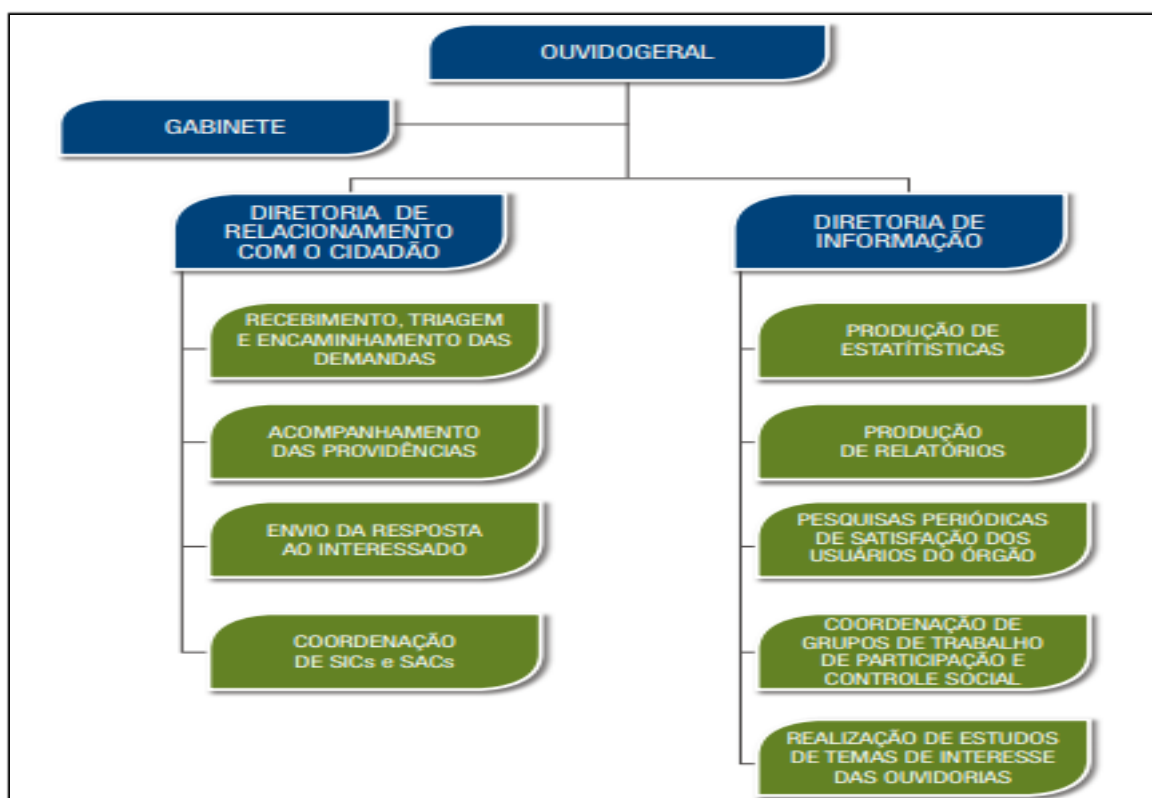 OUVIDOGERAL
GABINETE
DIRETORIA DE
RELACIONAMENTO
COM O CIDADÃO
RECEBIMENTO, TRIAGEM
E ENCAMINHAMENTO DAS
DEMANDAS
ACOMPANHAMENTO
DAS PROVIDÊNCIAS
ENVIO DA RESPOSTA
AO INTERESSADO
COORDENAÇÃO
DE SICs e SACs
DIRETORIA DE
INFORMAÇÃO
PRODUÇÃO DE
ESTATÍTISTICAS
PRODUÇÃO
DE RELATÓRIOS
PESQUISAS PERIÓDICAS
DE SATISFAÇÃO DOS
USUÁRIOS DO ÓRGÃO
COORDENAÇÃO DE
GRUPOS DE TRABALHO
DE PARTICIPAÇÃO E
CONTROLE SOCIAL
REALIZAÇÃO DE ESTUDOS
DE TEMAS DE INTERESSE
DAS OUVIDORIAS